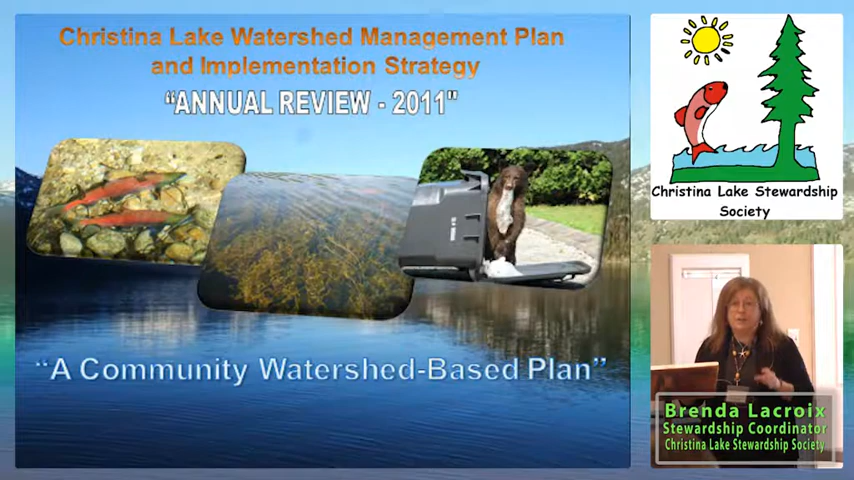 Christina Lake Watershed Management Plan
and Implementation Strategy
“ANNUAL REVIEW - 2011"
“A Community Watershed-Based Plan”
Christina Lake Stewardship
Society
Brenda Lacroix
Stewardship Coordinator
Christina Lake Stewardship Society